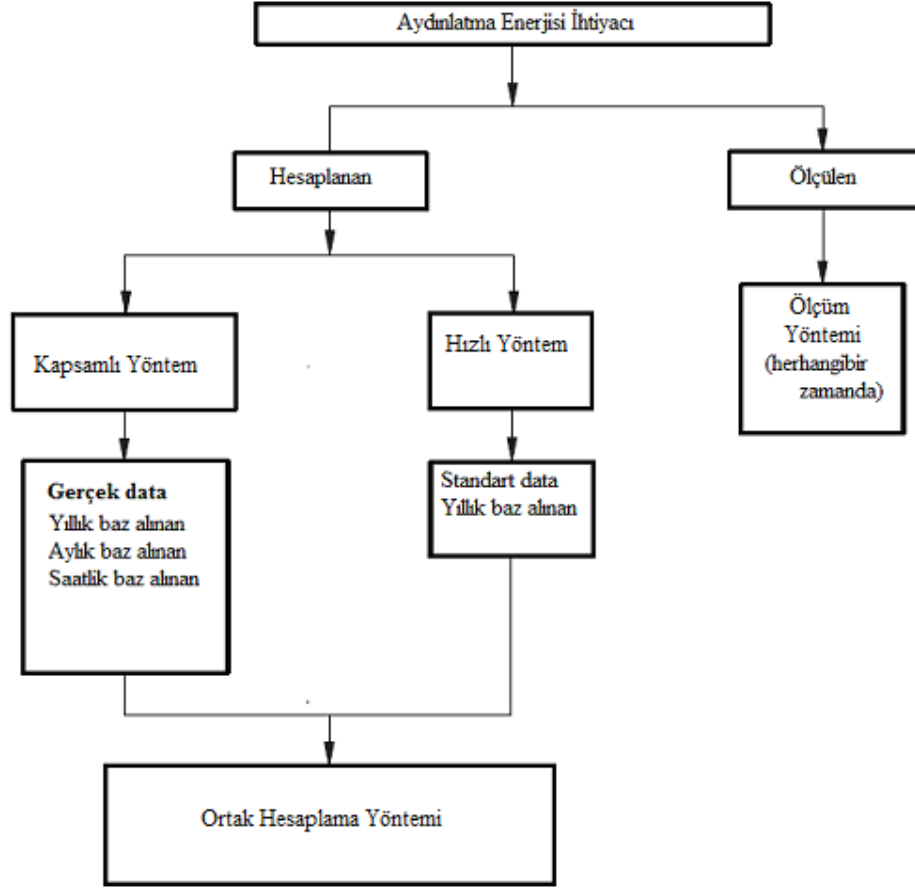 Aydınlatma Enerjisi İhtiyacı
Hesaplanan
Ölçülen
Kapsamlı Yöntem
Hızlı Yöntem
Ölçüm
Yöntemi
(herhangibir
zamanda)
Gerçek data
Yıllık baz alınan
Aylık baz alınan
Saatlik baz alınan
Standart data
Yıllık baz alınan
Ortak Hesaplama Yöntemi